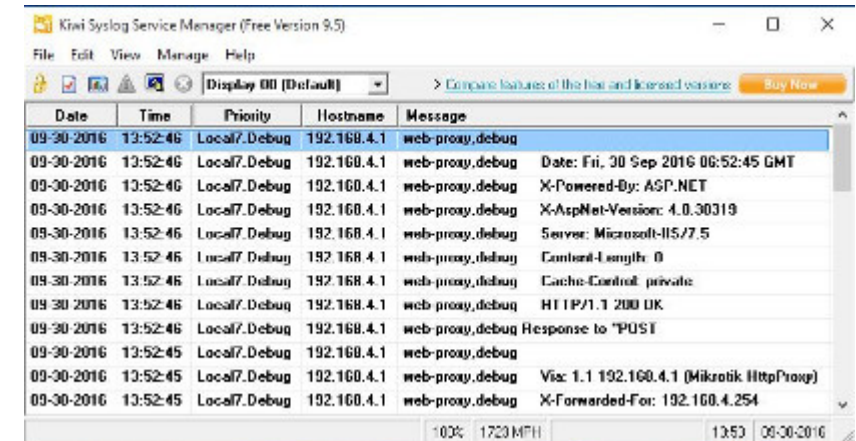 Kiwi Syslog Service Manager (Free Version 9.5)
File Edit View Manage Help
Display 00 (Default) > Compare features of the free and licensed versions Buy Now
Date Time Priority Hostname Message
09-30-2016 13:52:46 Local7.Debug 192.168.4.1 web-proxy,debug
09-30-2016 13:52:46 Local7.Debug 192.168.4.1 web-proxy,debug Date: Fri, 30 Sep 2016 06:52:45 GMT
09-30-2016 13:52:46 Local7.Debug 192.168.4.1 web-proxy,debug X-Powered-By: ASP.NET
09-30-2016 13:52:46 Local7.Debug 192.168.4.1 web-proxy,debug X-AspNet-Version: 4.0.30319
09-30-2016 13:52:46 Local7.Debug 192.168.4.1 web-proxy,debug Server: Microsoft-IIS/7.5
09-30-2016 13:52:46 Local7.Debug 192.168.4.1 web-proxy,debug Content-Length: 0
09-30-2016 13:52:46 Local7.Debug 192.168.4.1 web-proxy,debug Cache-Control: private
09-30-2016 13:52:46 Local7.Debug 192.168.4.1 web-proxy,debug HTTP/1.1 200 OK
09-30-2016 13:52:46 Local7.Debug 192.168.4.1 web-proxy,debug Response to "POST
09-30-2016 13:52:45 Local7.Debug 192.168.4.1 web-proxy,debug
09-30-2016 13:52:45 Local7.Debug 192.168.4.1 web-proxy,debug Via: 1.1 192.168.4.1 (Mikrotik HttpProxy)
09-30-2016 13:52:45 Local7.Debug 192.168.4.1 web-proxy,debug X-Forwarded-For: 192.168.4.254
100% 1723 MPH 13:53 09-30-2016